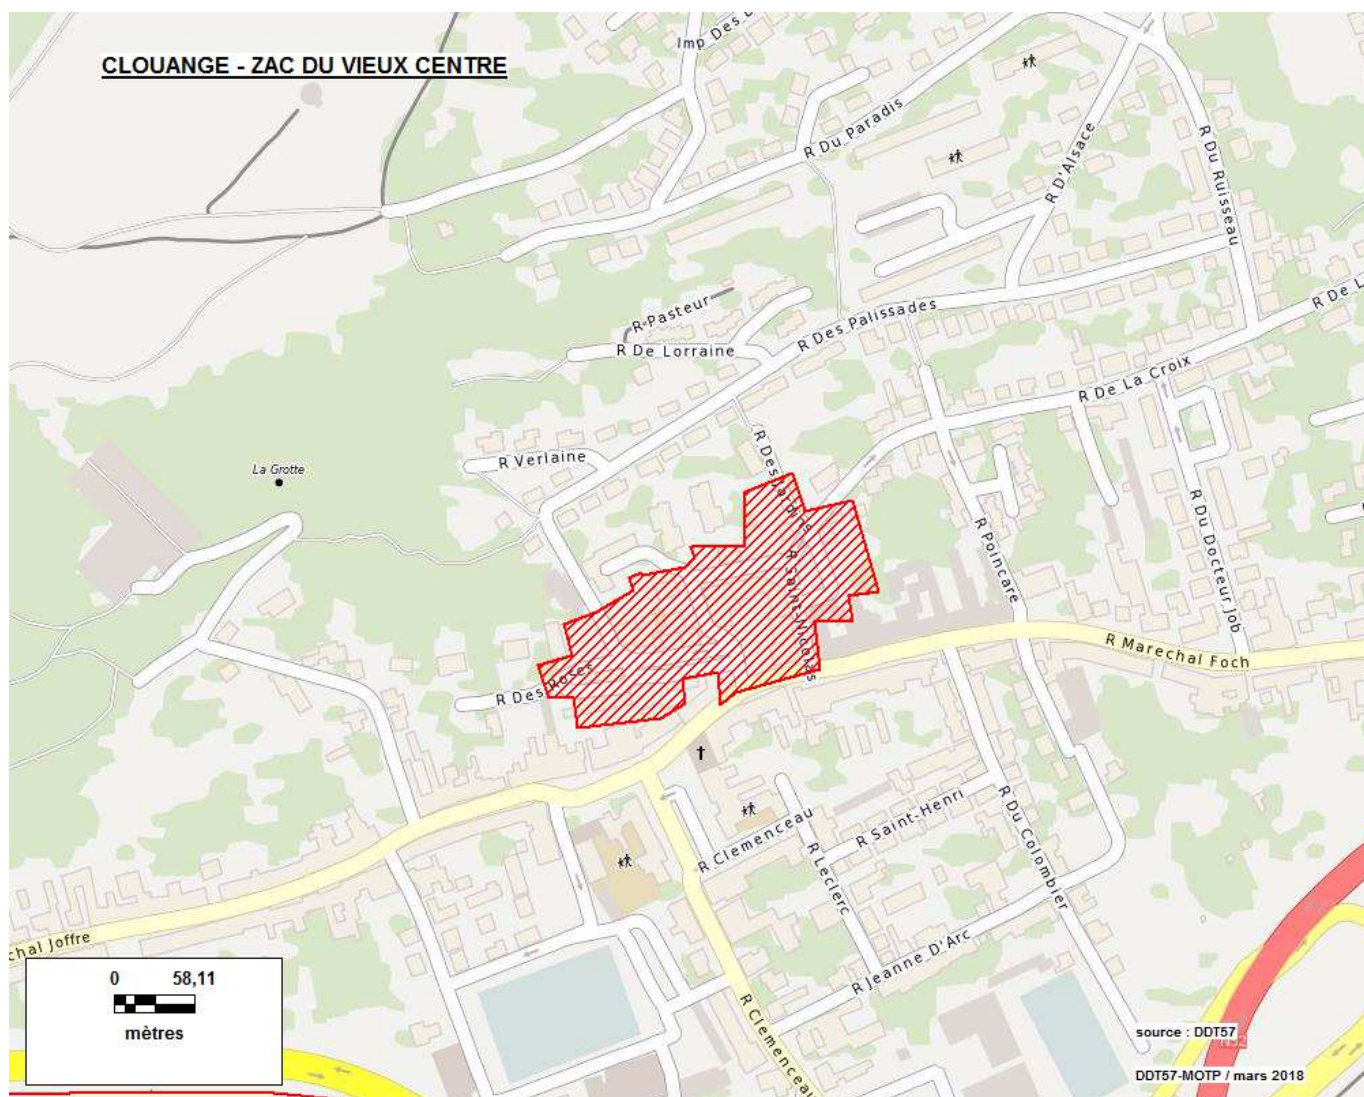 CLOUANGE - ZAC DU VIEUX CENTRE
R Du Paradis
R D'Alsace
R Du Ruisseau
R Pasteur
R De Lorraine
R Des Palissades
R De La Croix
R Verlaine
La Grotte
R Des Jardins
R Saint-Nicolas
R Poincare
R Du Docteur Job
R Marechal Foch
R Des Roses
R Clemenceau
R Saint-Henri
R Leclerc
R Du Colombier
R Jeanne D'Arc
chal Joffre
R Clemenceau
0 58,11
mètres
source : DDT57
DDT57-MOTP / mars 2018